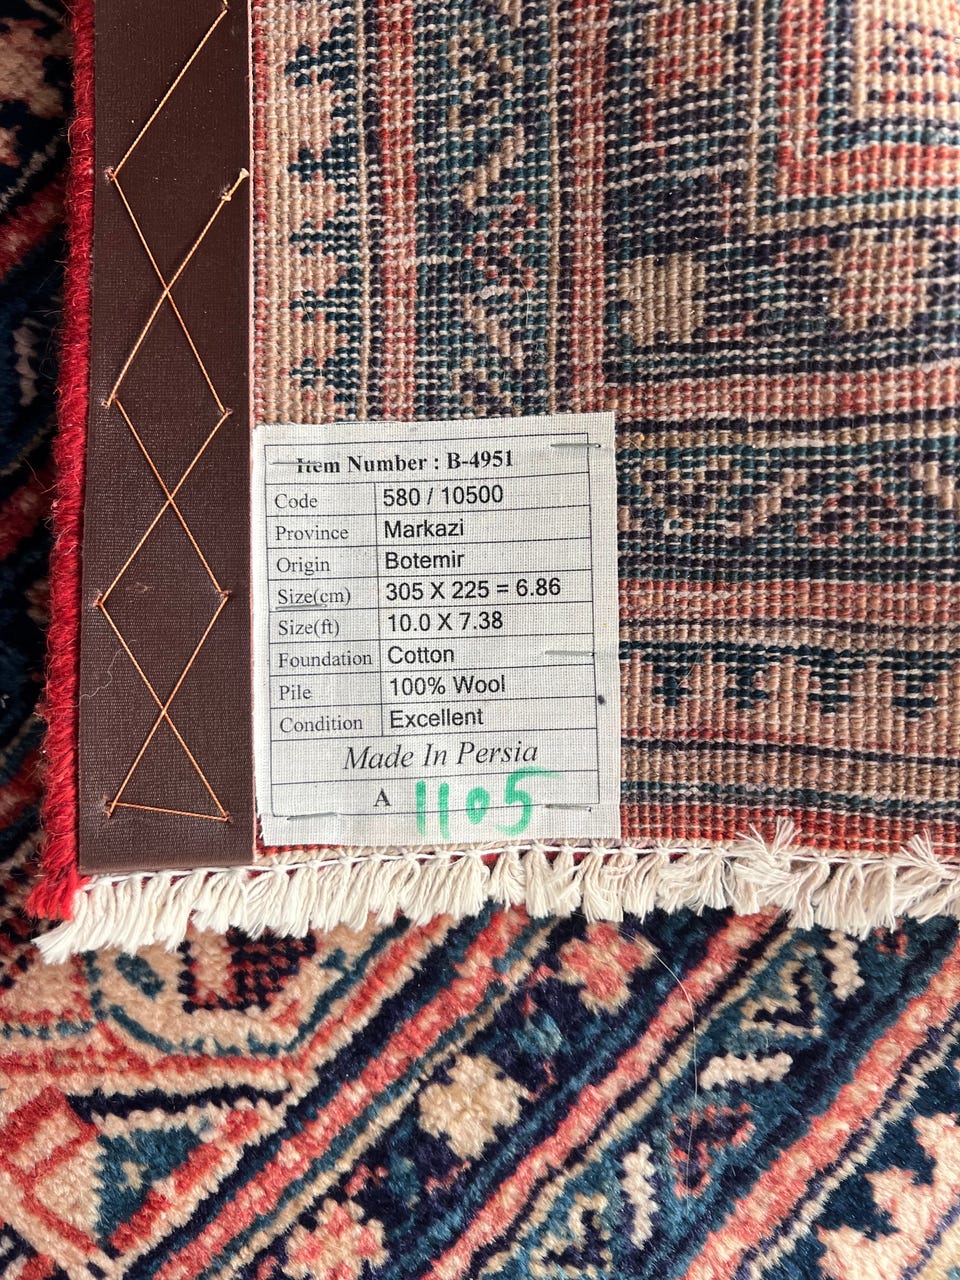 Item Number : B-4951
Code 580 / 10500
Province Markazi
Origin Botemir
Size(cm) 305 X 225 = 6.86
Size(ft) 10.0 X 7.38
Foundation Cotton
Pile 100% Wool
Condition Excellent
Made In Persia
A 1105